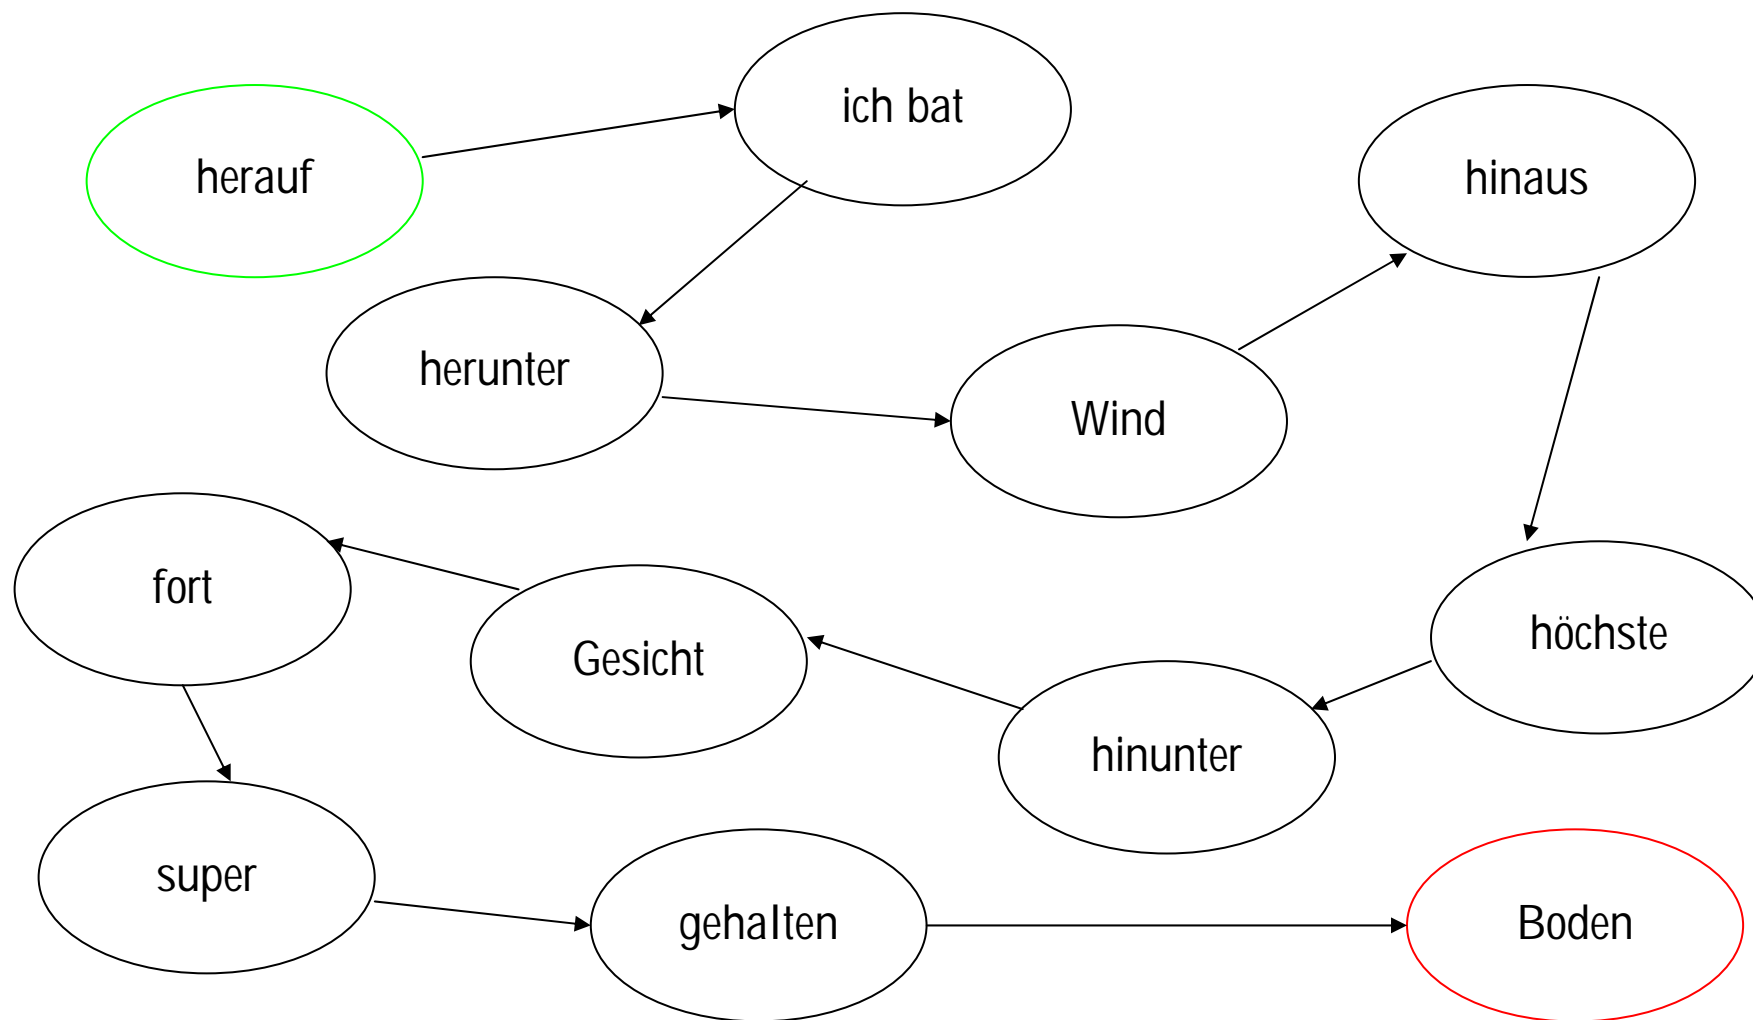 herauf
ich bat
herunter
Wind
hinaus
höchste
hinunter
Gesicht
fort
super
gehalten
Boden